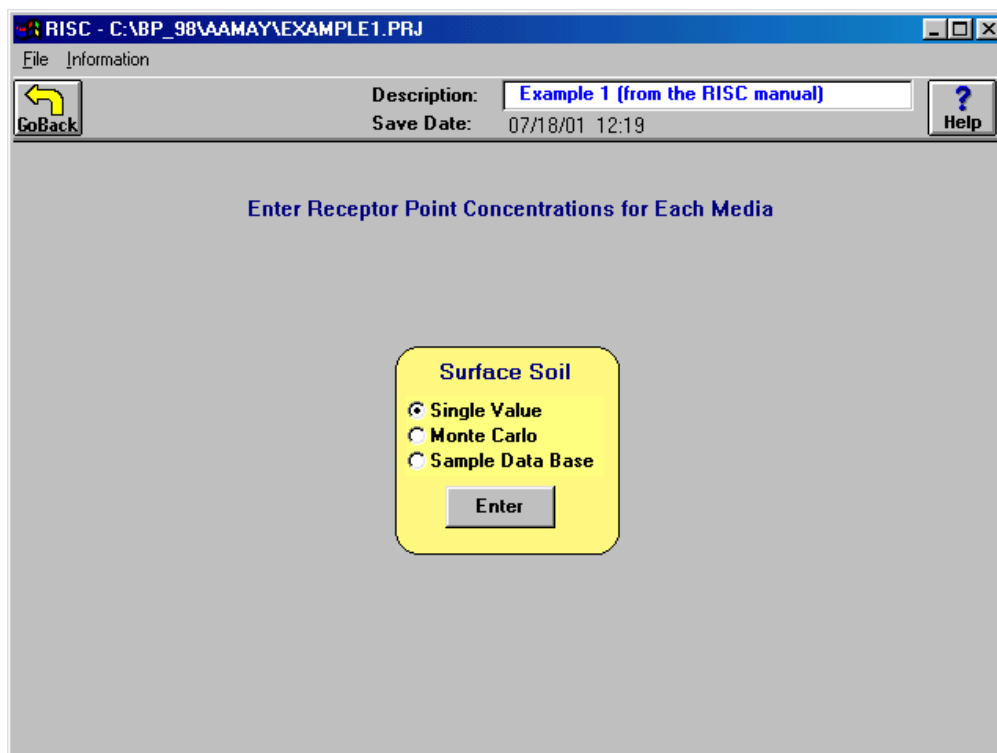 RISC - C:\BP_98\AAMAY\EXAMPLE1.PRJ
File Information
GoBack
Description: Example 1 (from the RISC manual)
Save Date: 07/18/01 12:19
? Help
Enter Receptor Point Concentrations for Each Media
Surface Soil
Single Value
Monte Carlo
Sample Data Base
Enter